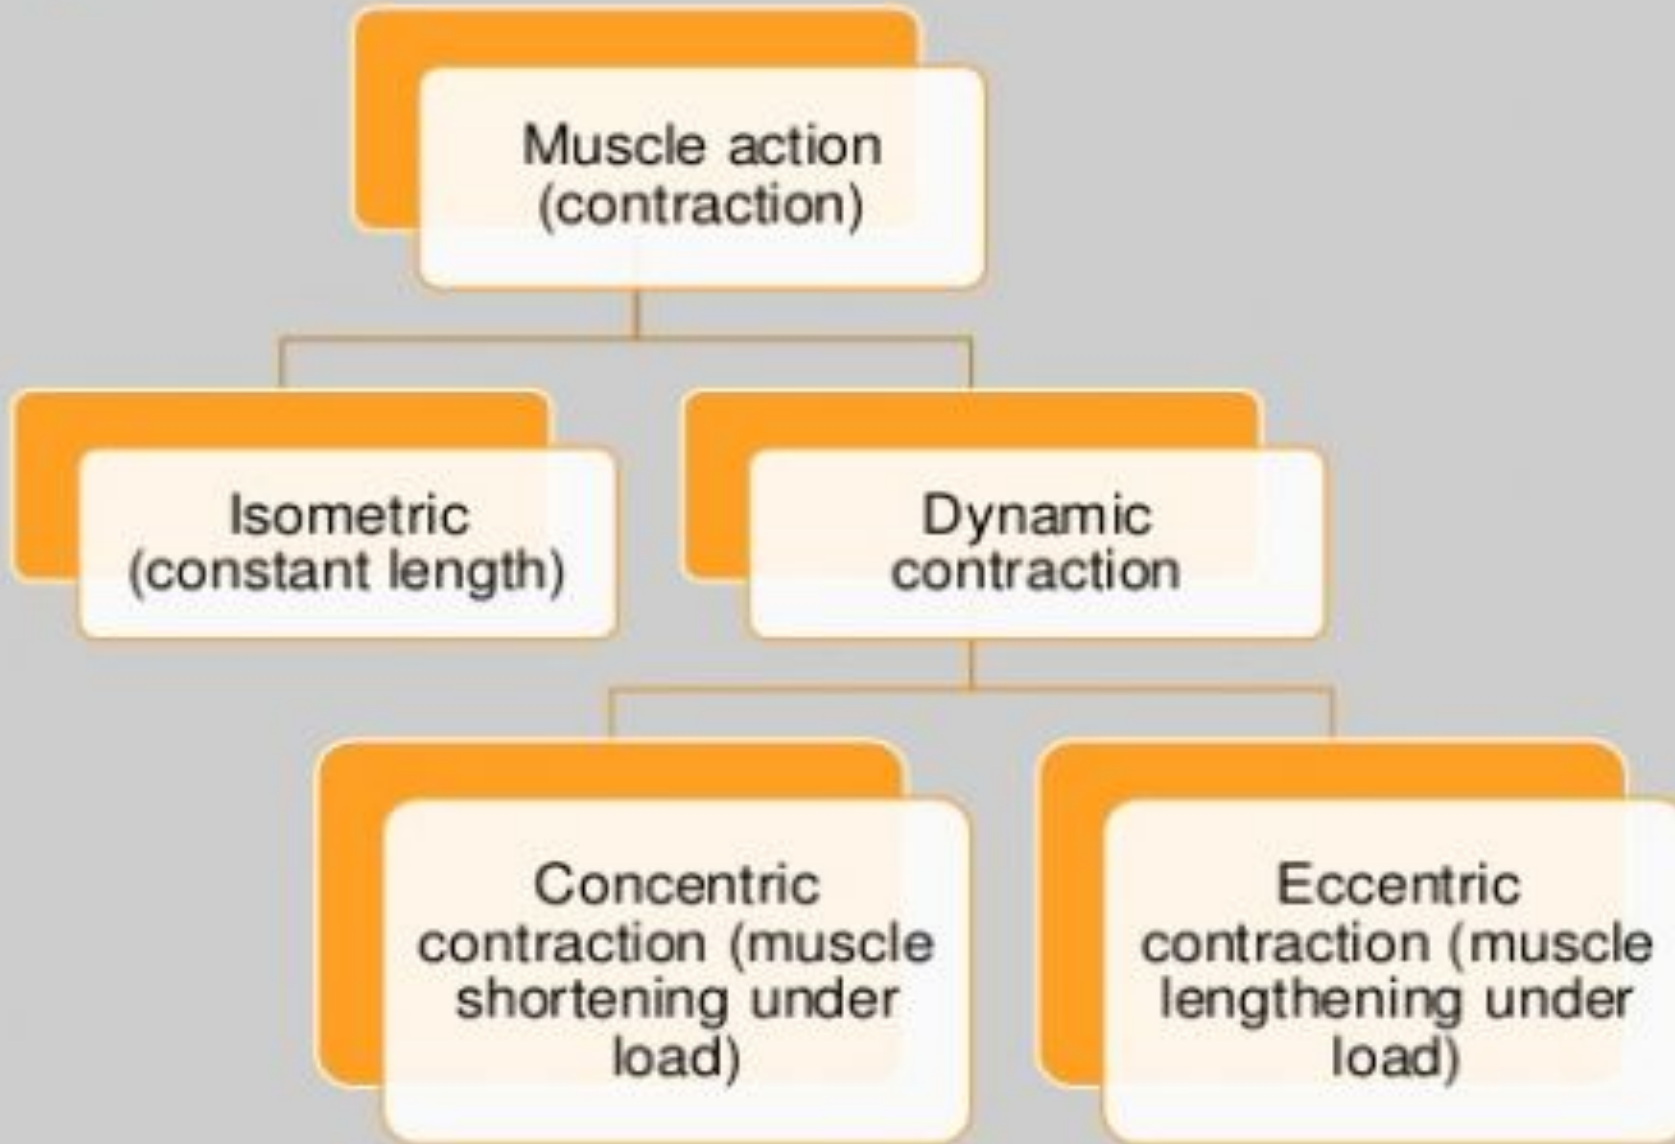 Muscle action
(contraction)
Isometric
(constant length)
Dynamic
contraction
Concentric
contraction (muscle
shortening under
load)
Eccentric
contraction (muscle
lengthening under
load)